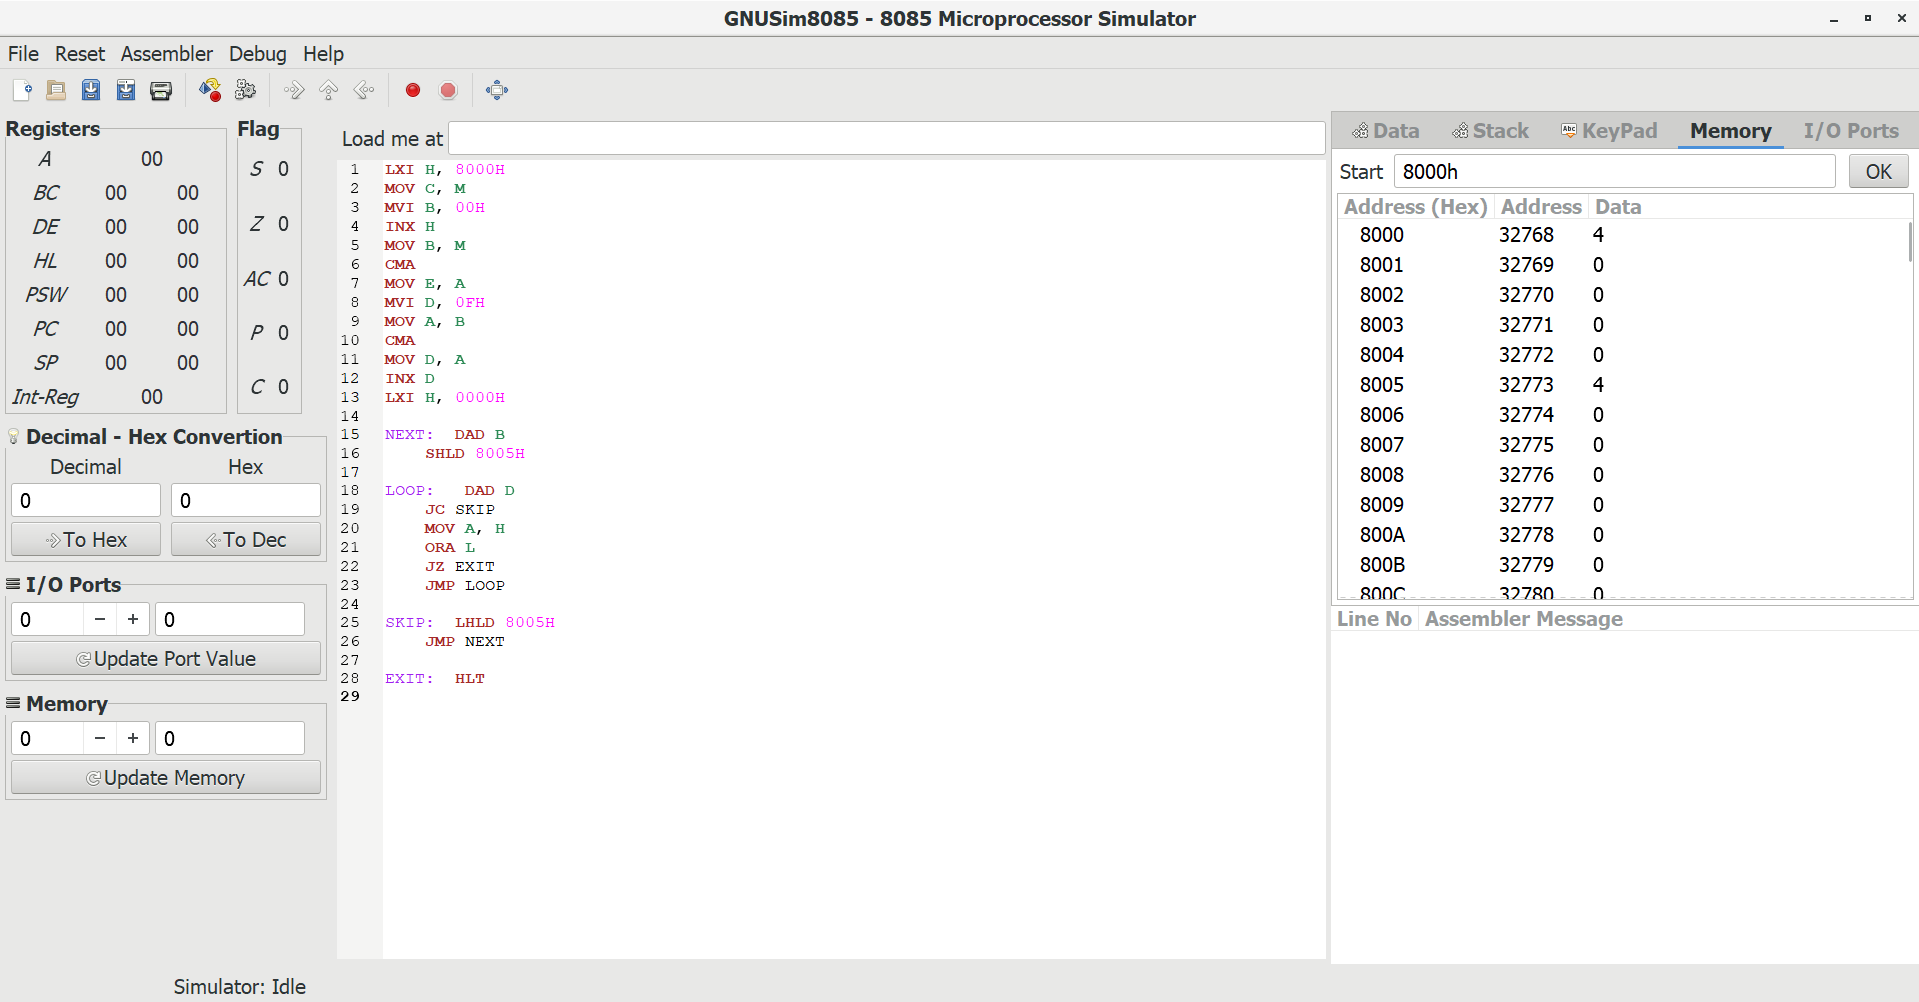 GNUSim8085 - 8085 Microprocessor Simulator
File Reset Assembler Debug Help
Registers
A 00
BC 00 00
DE 00 00
HL 00 00
PSW 00 00
PC 00 00
SP 00 00
Int-Reg 00
Flag
S 0
Z 0
AC 0
P 0
C 0
Decimal - Hex Convertion
Decimal Hex
0 0
To Hex To Dec
I/O Ports
0 − + 0
Update Port Value
Memory
0 − + 0
Update Memory
Load me at
1 LXI H, 8000H
2 MOV C, M
3 MVI B, 00H
4 INX H
5 MOV B, M
6 CMA
7 MOV E, A
8 MVI D, 0FH
9 MOV A, B
10 CMA
11 MOV D, A
12 INX D
13 LXI H, 0000H
14
15 NEXT: DAD B
16 SHLD 8005H
17
18 LOOP: DAD D
19 JC SKIP
20 MOV A, H
21 ORA L
22 JZ EXIT
23 JMP LOOP
24
25 SKIP: LHLD 8005H
26 JMP NEXT
27
28 EXIT: HLT
29
Data Stack Abc KeyPad Memory I/O Ports
Start 8000h OK
Address (Hex) Address Data
8000 32768 4
8001 32769 0
8002 32770 0
8003 32771 0
8004 32772 0
8005 32773 4
8006 32774 0
8007 32775 0
8008 32776 0
8009 32777 0
800A 32778 0
800B 32779 0
800C 32780 0
Line No Assembler Message
Simulator: Idle